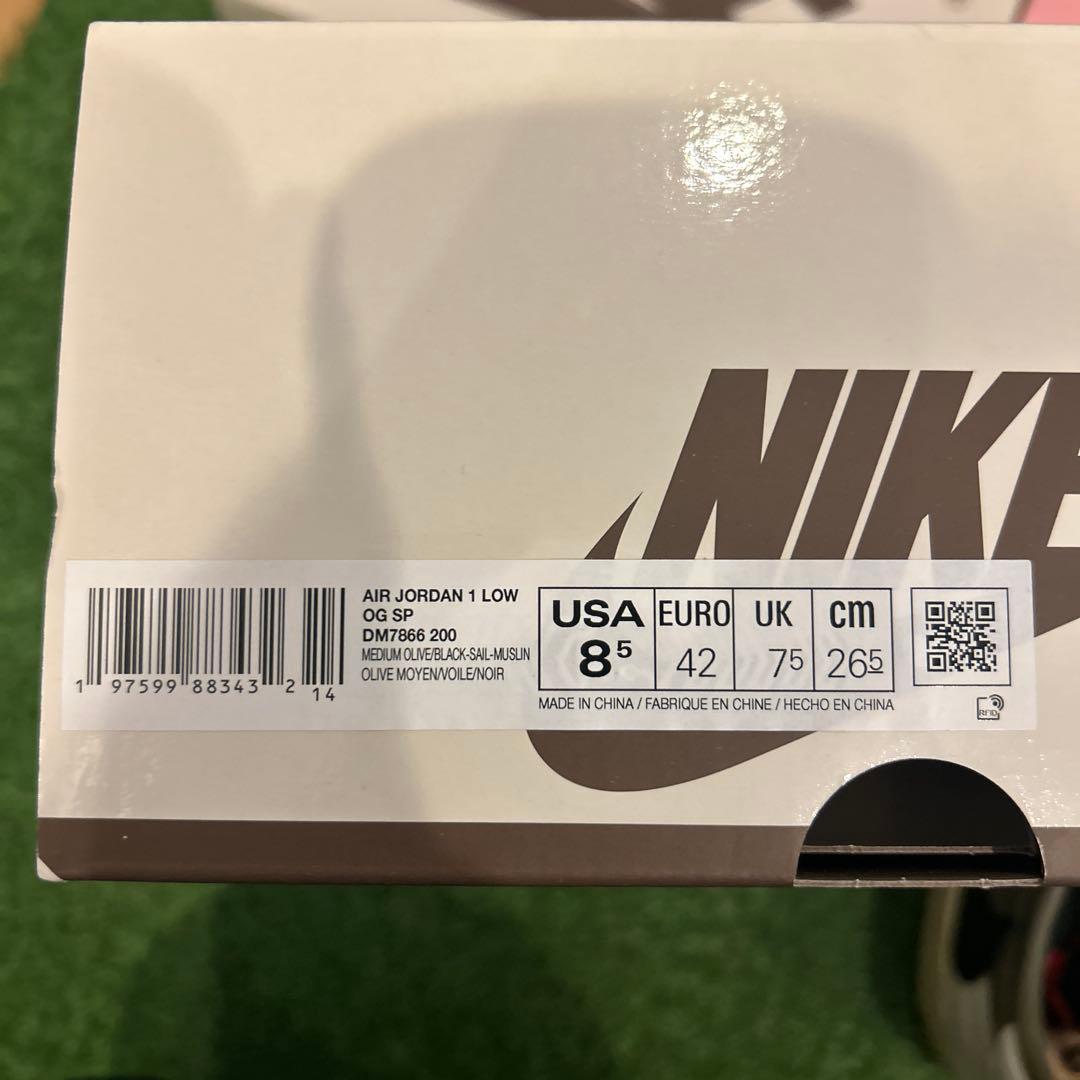 NIKE
AIR JORDAN 1 LOW
OG SP
DM7866 200
MEDIUM OLIVE/BLACK-SAIL-MUSLIN
OLIVE MOYEN/VOILE/NOIR
1 97599 88343 2 14
USA EURO UK cm
8⁵ 42 7⁵ 26⁵
MADE IN CHINA / FABRIQUE EN CHINE / HECHO EN CHINA
RFID